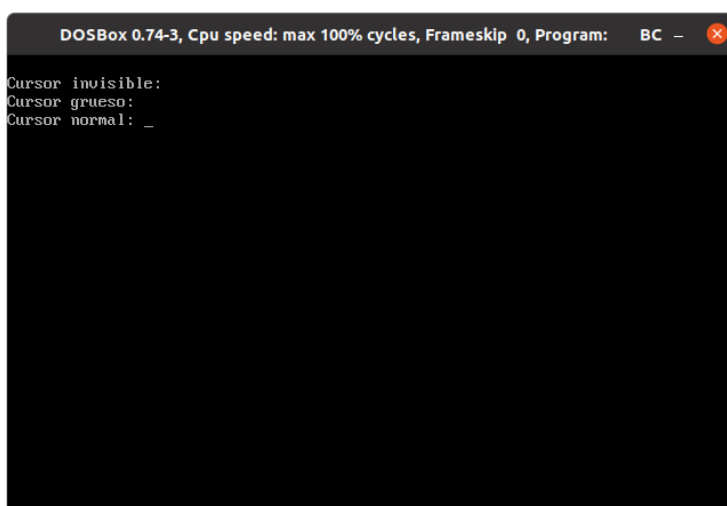 DOSBox 0.74-3, Cpu speed: max 100% cycles, Frameskip 0, Program: BC
Cursor invisible:
Cursor grueso:
Cursor normal: _